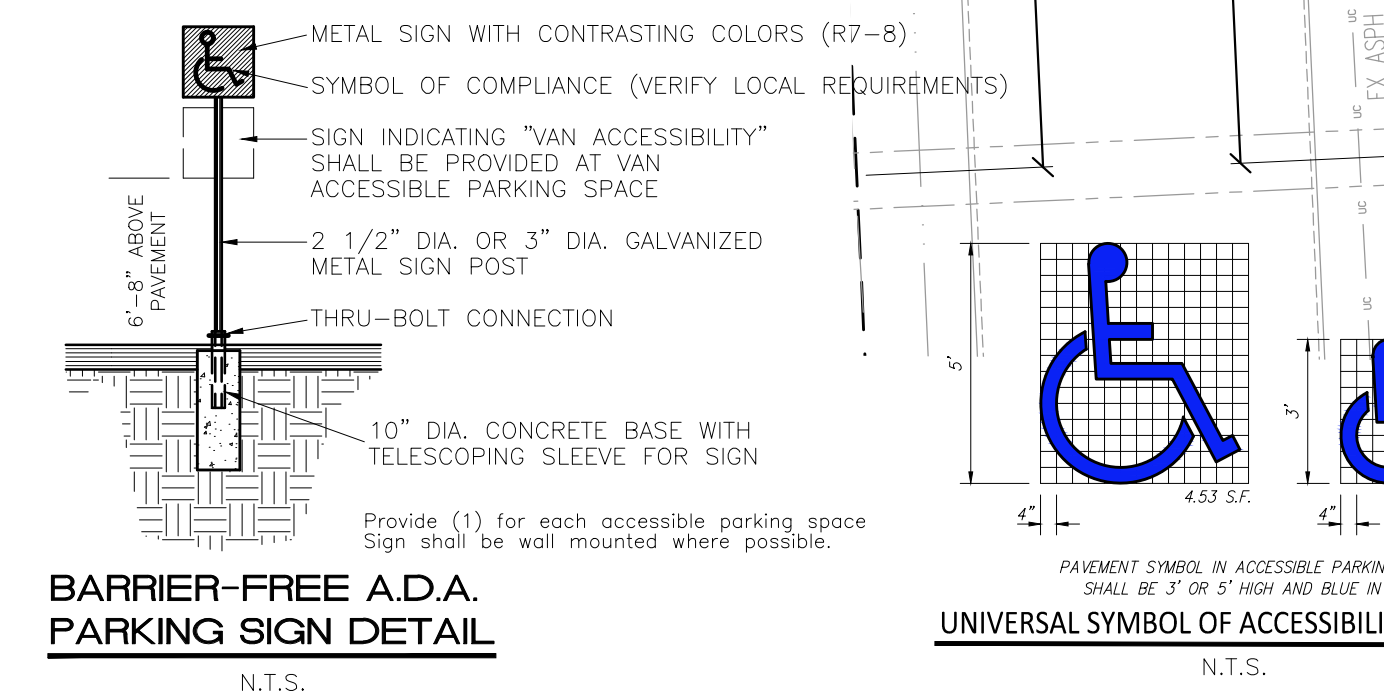 METAL SIGN WITH CONTRASTING COLORS (R7-8)
SYMBOL OF COMPLIANCE (VERIFY LOCAL REQUIREMENTS)
SIGN INDICATING "VAN ACCESSIBILITY"
SHALL BE PROVIDED AT VAN
ACCESSIBLE PARKING SPACE
6'-8" ABOVE
PAVEMENT
2 1/2" DIA. OR 3" DIA. GALVANIZED
METAL SIGN POST
THRU-BOLT CONNECTION
10" DIA. CONCRETE BASE WITH
TELESCOPING SLEEVE FOR SIGN
Provide (1) for each accessible parking space
Sign shall be wall mounted where possible.
BARRIER-FREE A.D.A.
PARKING SIGN DETAIL
N.T.S.
UC
EX ASPH
UC
UC
UC
5'
4"
4.53 S.F.
3'
4"
PAVEMENT SYMBOL IN ACCESSIBLE PARKIN
SHALL BE 3' OR 5' HIGH AND BLUE IN
UNIVERSAL SYMBOL OF ACCESSIBILI
N.T.S.